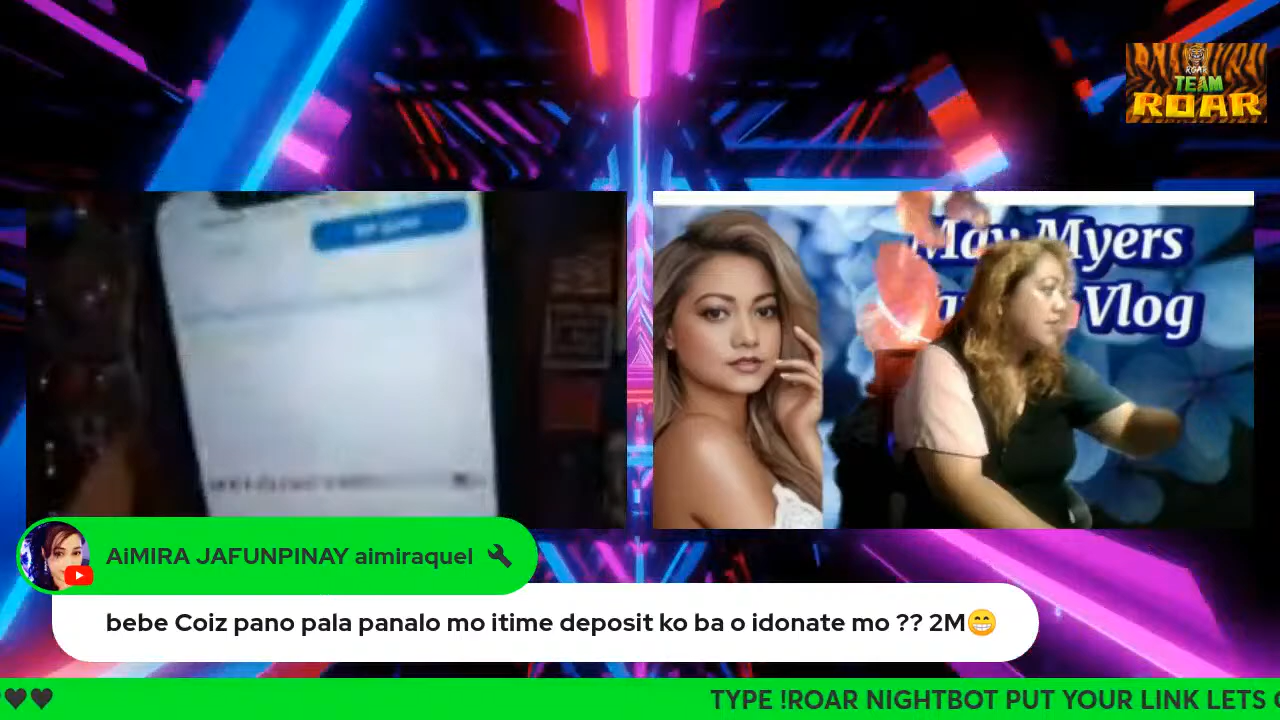 ROAR
TEAM
ROAR
May Myers
Vlog
AiMIRA JAFUNPINAY aimiraquel
bebe Coiz pano pala panalo mo itime deposit ko ba o idonate mo ?? 2M😁
🖤🖤
TYPE !ROAR NIGHTBOT PUT YOUR LINK LETS